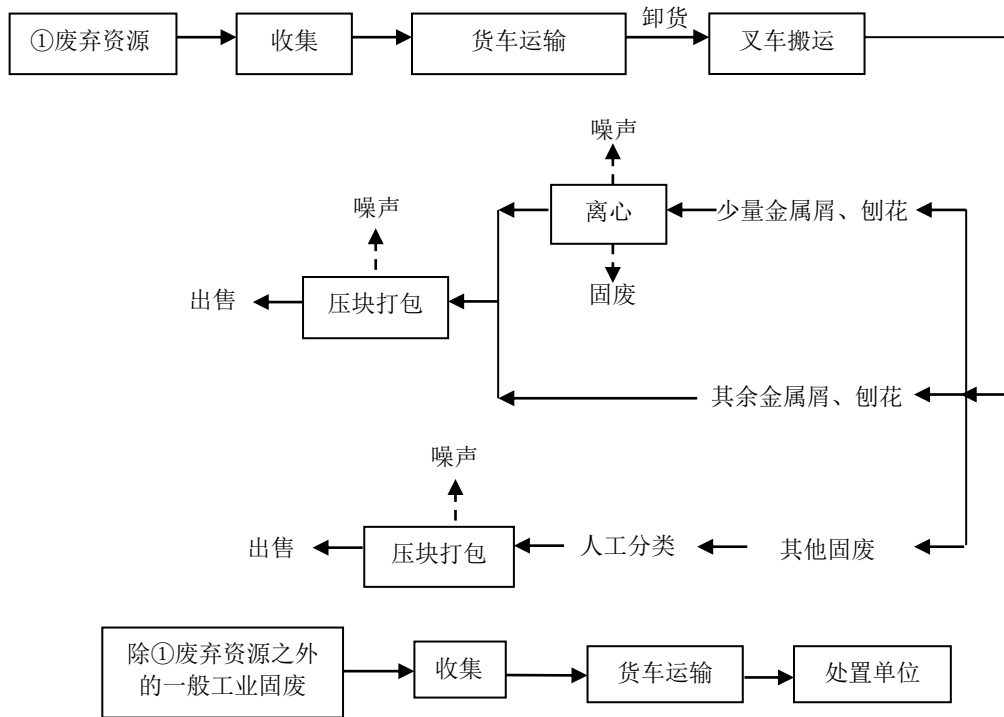 ①废弃资源
收集
货车运输
卸货
叉车搬运
噪声
离心
少量金属屑、刨花
固废
噪声
压块打包
出售
其余金属屑、刨花
噪声
出售
压块打包
人工分类
其他固废
除①废弃资源之外
的一般工业固废
收集
货车运输
处置单位